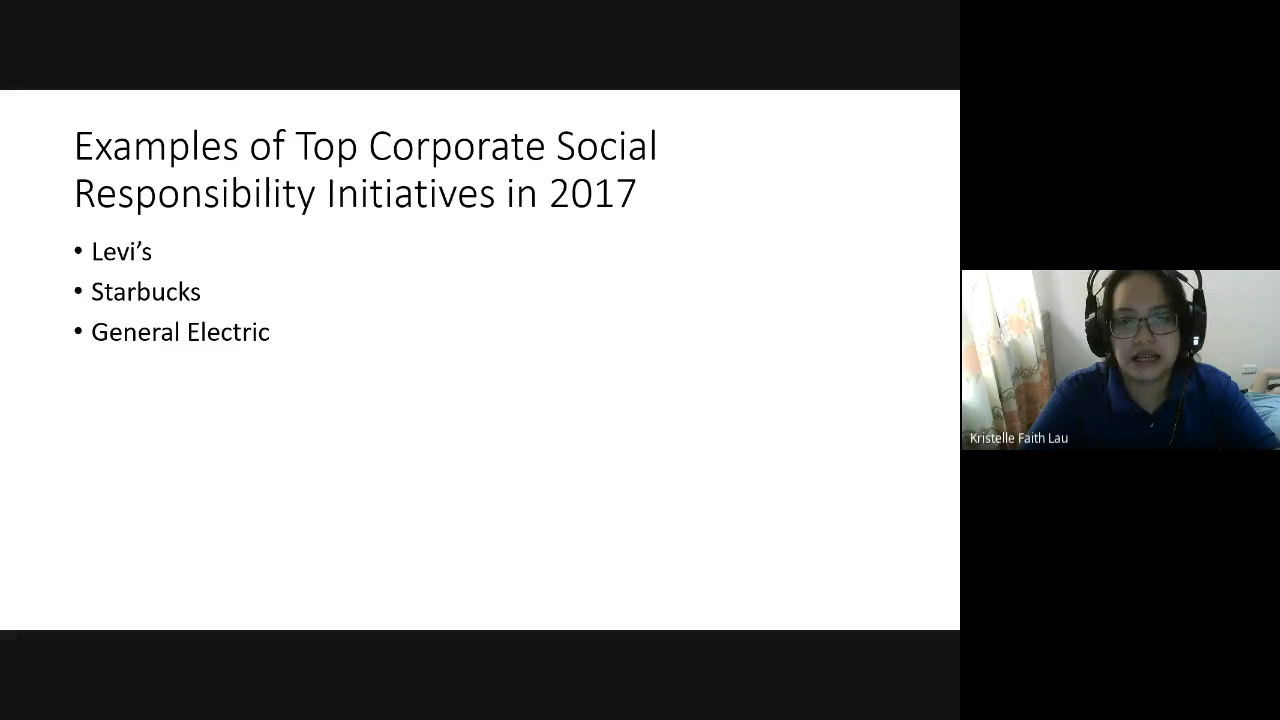 Examples of Top Corporate Social
Responsibility Initiatives in 2017
• Levi’s
• Starbucks
• General Electric
Kristelle Faith Lau